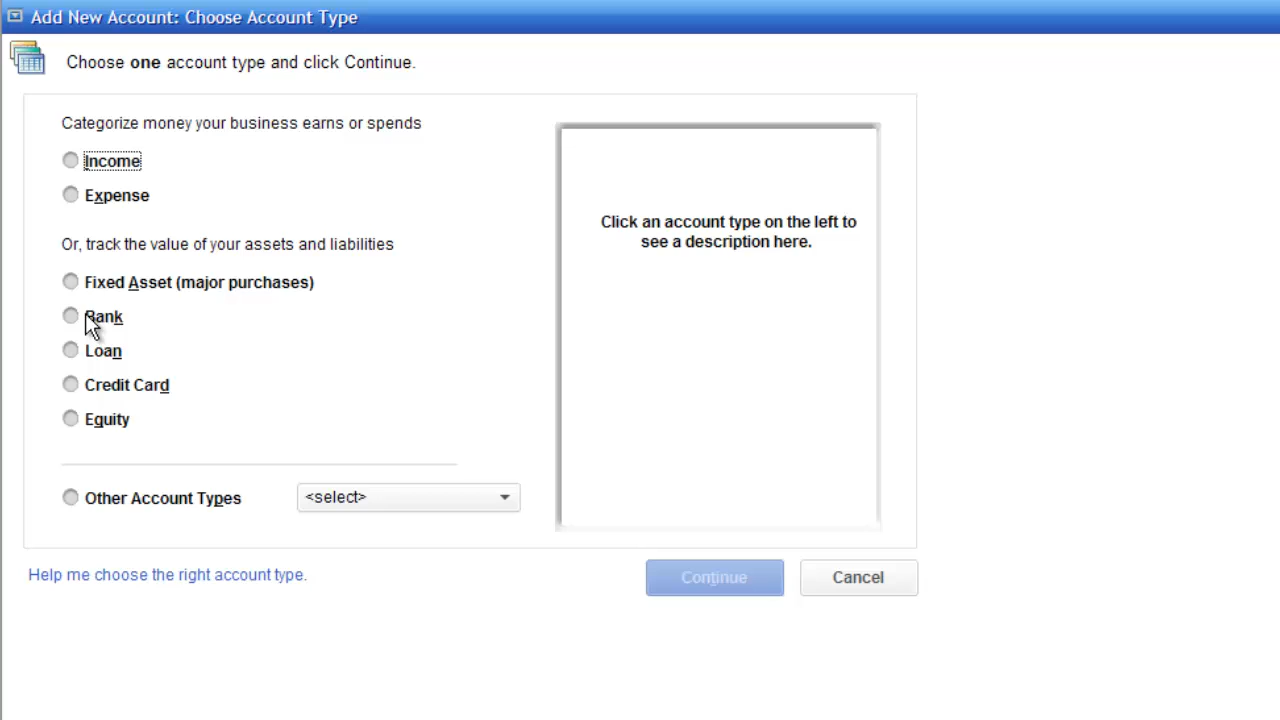 Add New Account: Choose Account Type
Choose one account type and click Continue.
Categorize money your business earns or spends
Income
Expense
Or, track the value of your assets and liabilities
Fixed Asset (major purchases)
Bank
Loan
Credit Card
Equity
Other Account Types <select>
Click an account type on the left to
see a description here.
Help me choose the right account type.
Continue Cancel